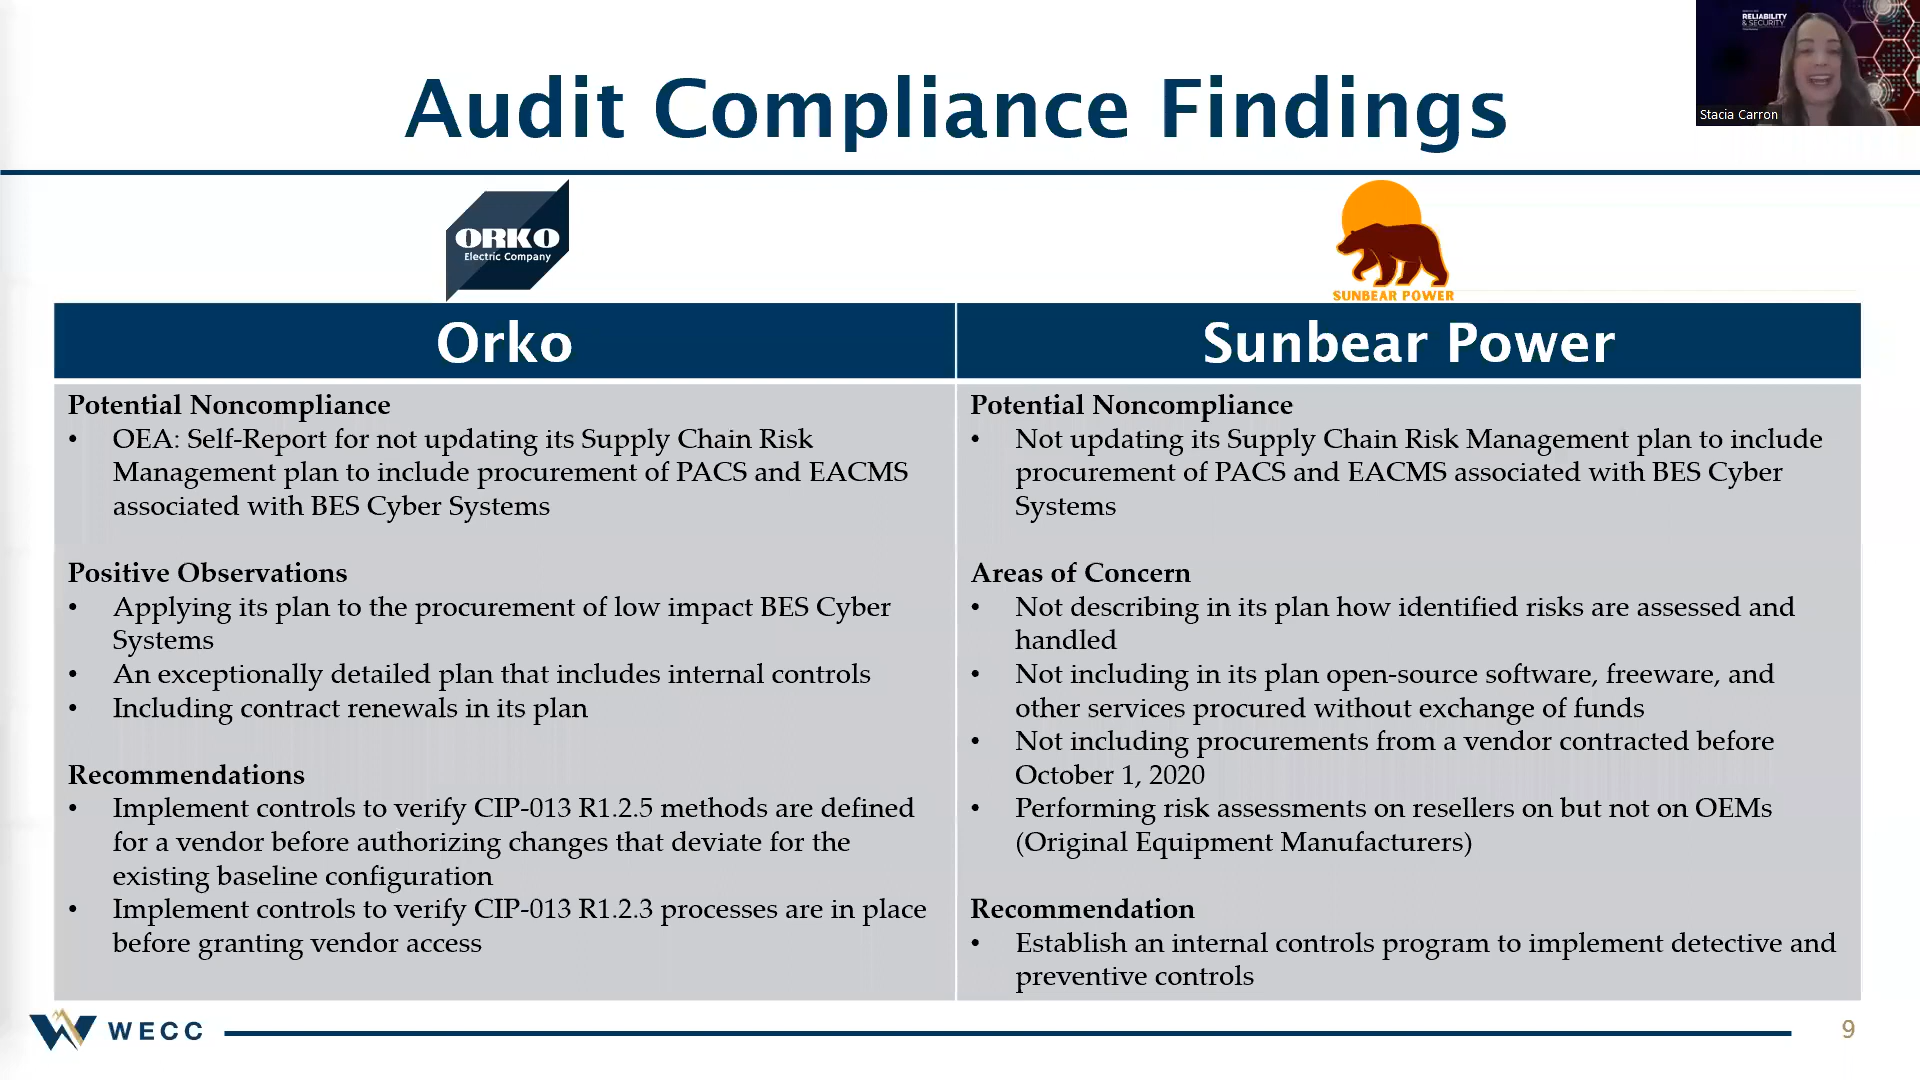 RELIABILITY
& SECURITY
Stacia Carron
Audit Compliance Findings
ORKO
Electric Company
SUNBEAR POWER
Orko
Potential Noncompliance
• OEA: Self-Report for not updating its Supply Chain Risk
Management plan to include procurement of PACS and EACMS
associated with BES Cyber Systems
Positive Observations
• Applying its plan to the procurement of low impact BES Cyber
Systems
• An exceptionally detailed plan that includes internal controls
• Including contract renewals in its plan
Recommendations
• Implement controls to verify CIP-013 R1.2.5 methods are defined
for a vendor before authorizing changes that deviate for the
existing baseline configuration
• Implement controls to verify CIP-013 R1.2.3 processes are in place
before granting vendor access
Sunbear Power
Potential Noncompliance
• Not updating its Supply Chain Risk Management plan to include
procurement of PACS and EACMS associated with BES Cyber
Systems
Areas of Concern
• Not describing in its plan how identified risks are assessed and
handled
• Not including in its plan open-source software, freeware, and
other services procured without exchange of funds
• Not including procurements from a vendor contracted before
October 1, 2020
• Performing risk assessments on resellers on but not on OEMs
(Original Equipment Manufacturers)
Recommendation
• Establish an internal controls program to implement detective and
preventive controls
WECC
9